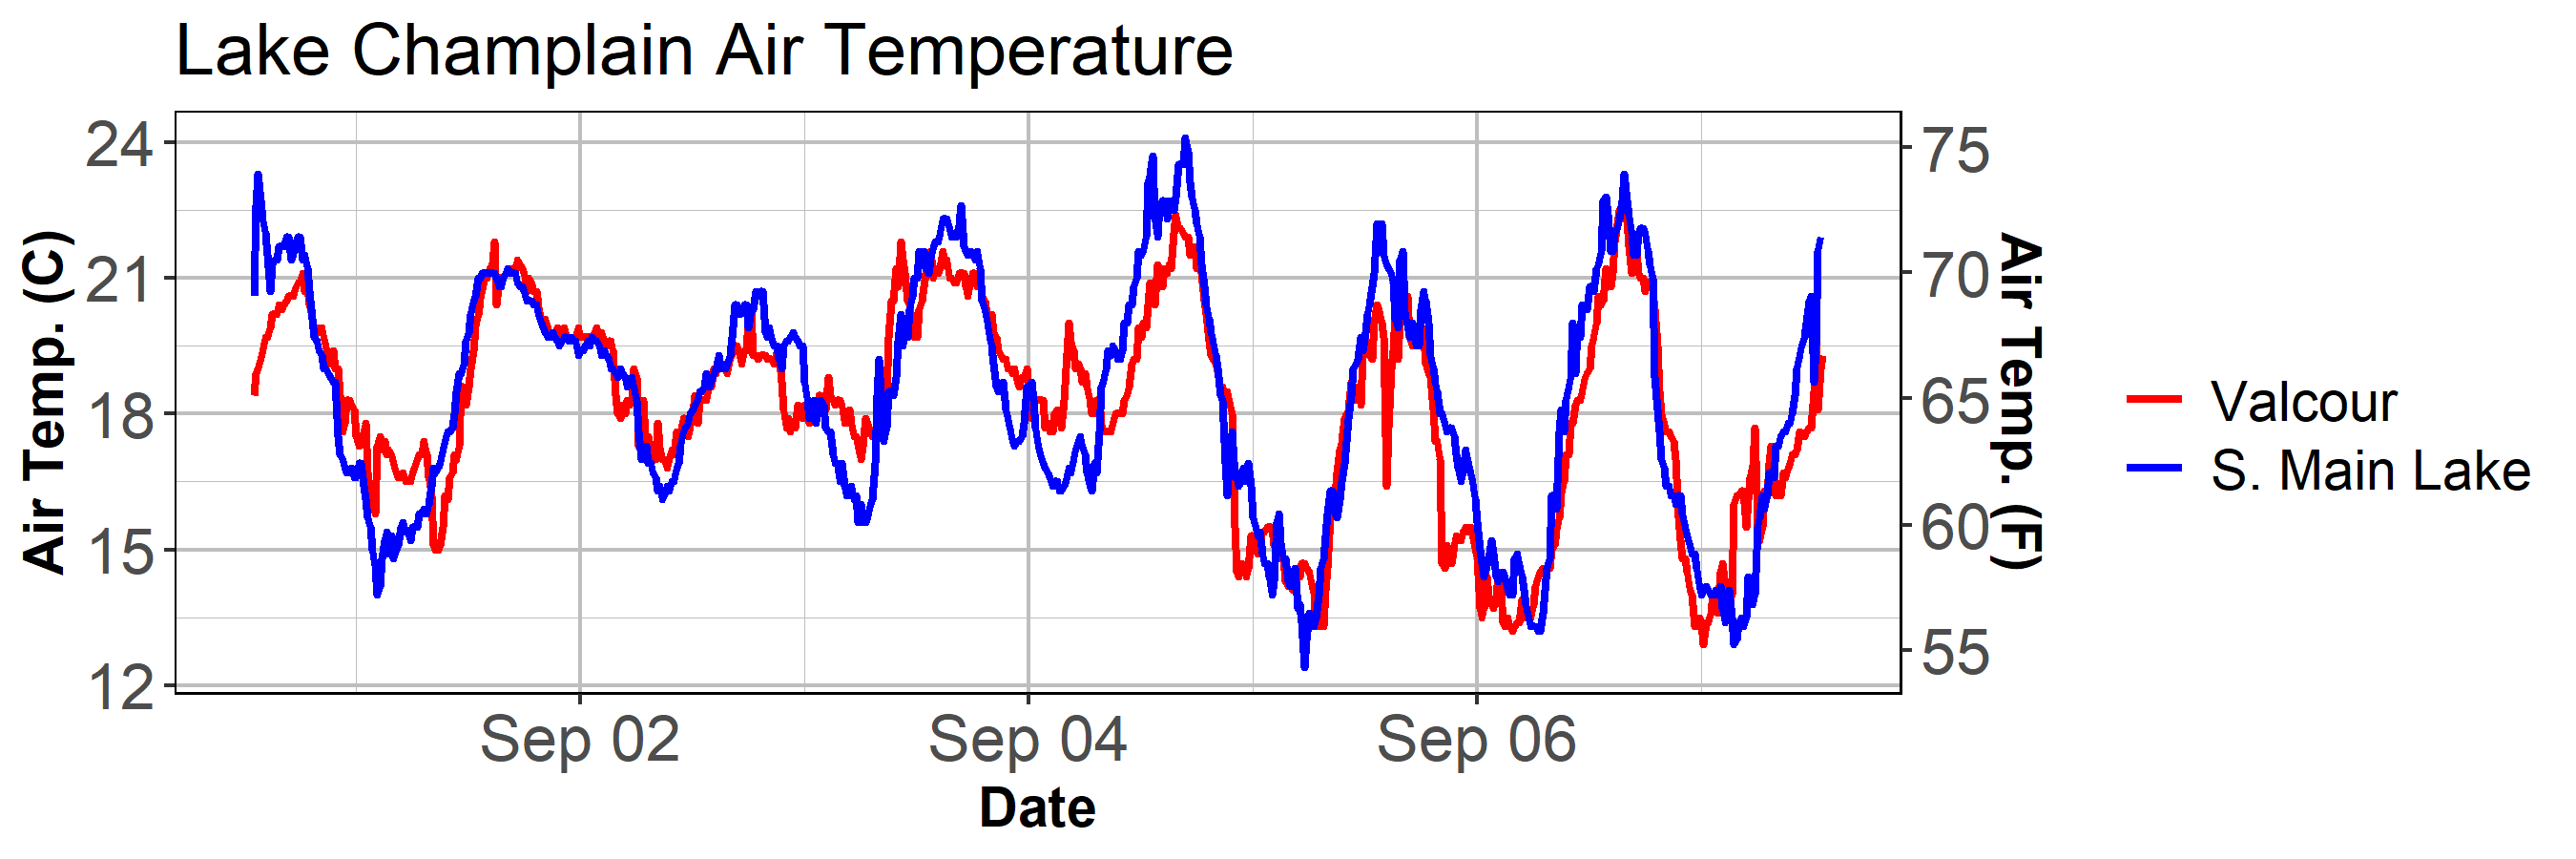 Lake Champlain Air Temperature
Air Temp. (C)
24
21
18
15
12
75
70
65
60
55
Air Temp. (F)
Sep 02
Sep 04
Sep 06
Date
Valcour
S. Main Lake